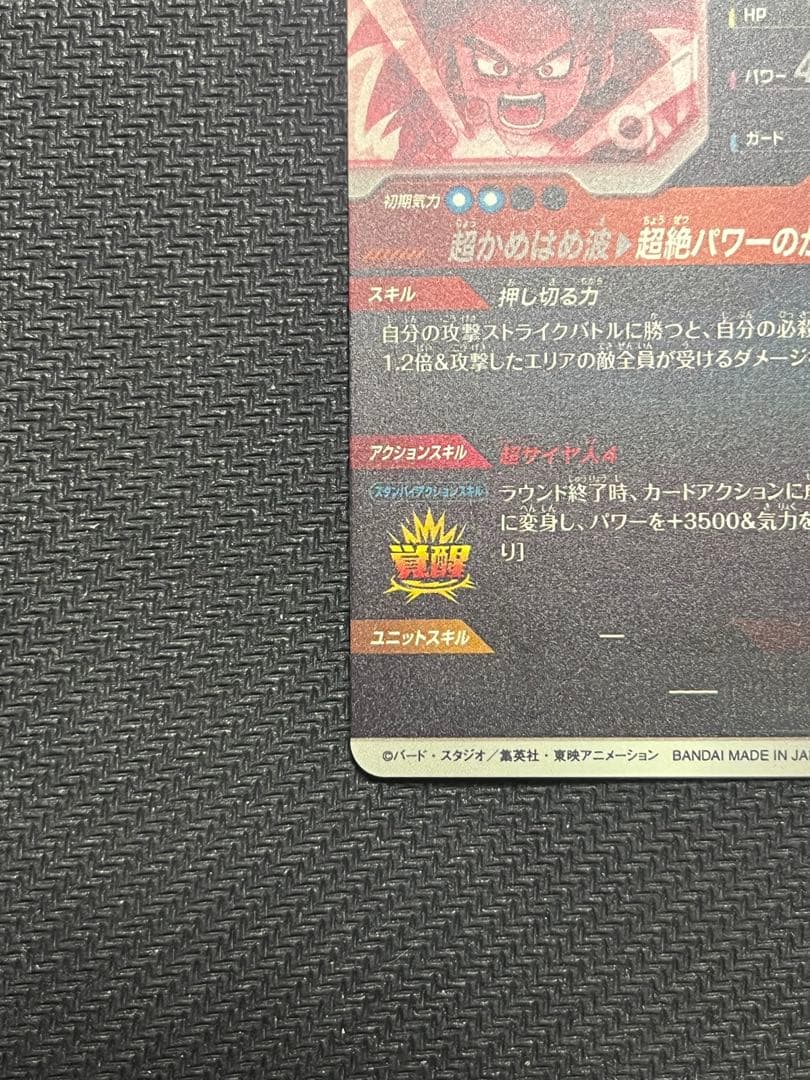 HP
パワー 4
カード
初期気力
超かめはめ波▶超絶パワーのか
スキル 押し切る力
自分の攻撃ストライクバトルに勝つと、自分の必殺
1.2倍&攻撃したエリアの敵全員が受けるダメージ
アクションスキル 超サイヤ人4
スタンバイアクションスキル ラウンド終了時、カードアクションに
に変身し、パワーを+3500&気力を
り]
覚醒
ユニットスキル —
—
©バード・スタジオ／集英社・東映アニメーション BANDAI MADE IN JA